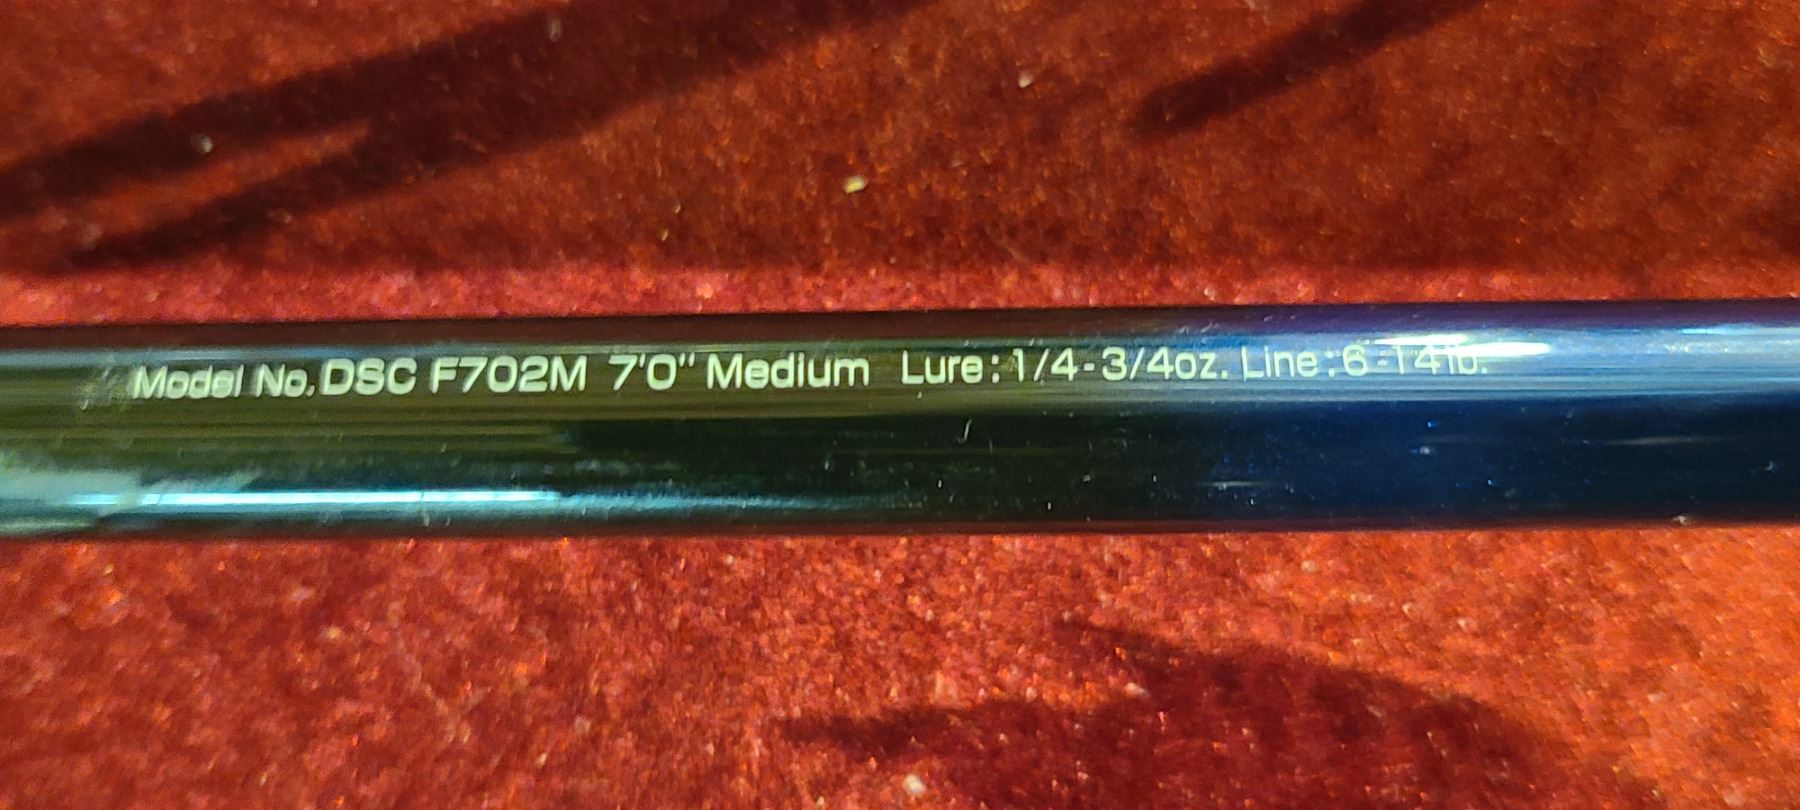 Model No. DSC F702M 7'0" Medium Lure: 1/4-3/4oz. Line: 6-14lb.